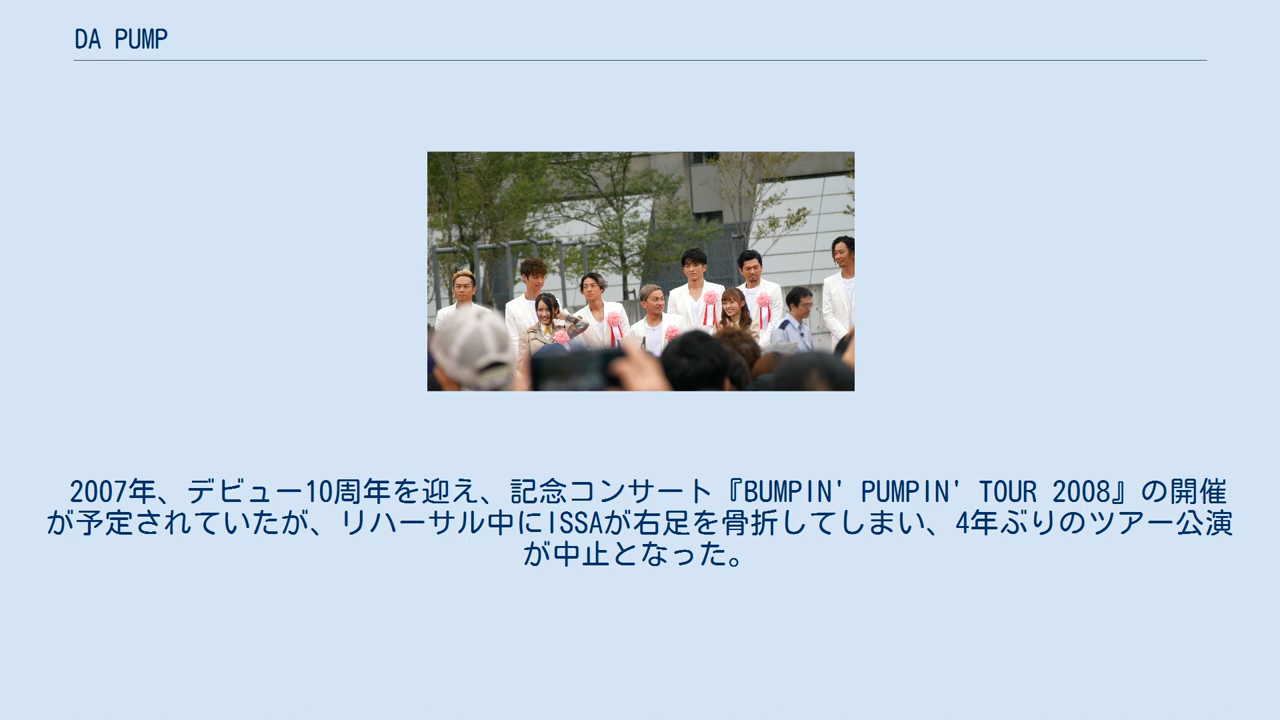 DA PUMP
2007年、デビュー10周年を迎え、記念コンサート『BUMPIN' PUMPIN' TOUR 2008』の開催
が予定されていたが、リハーサル中にISSAが右足を骨折してしまい、4年ぶりのツアー公演
が中止となった。